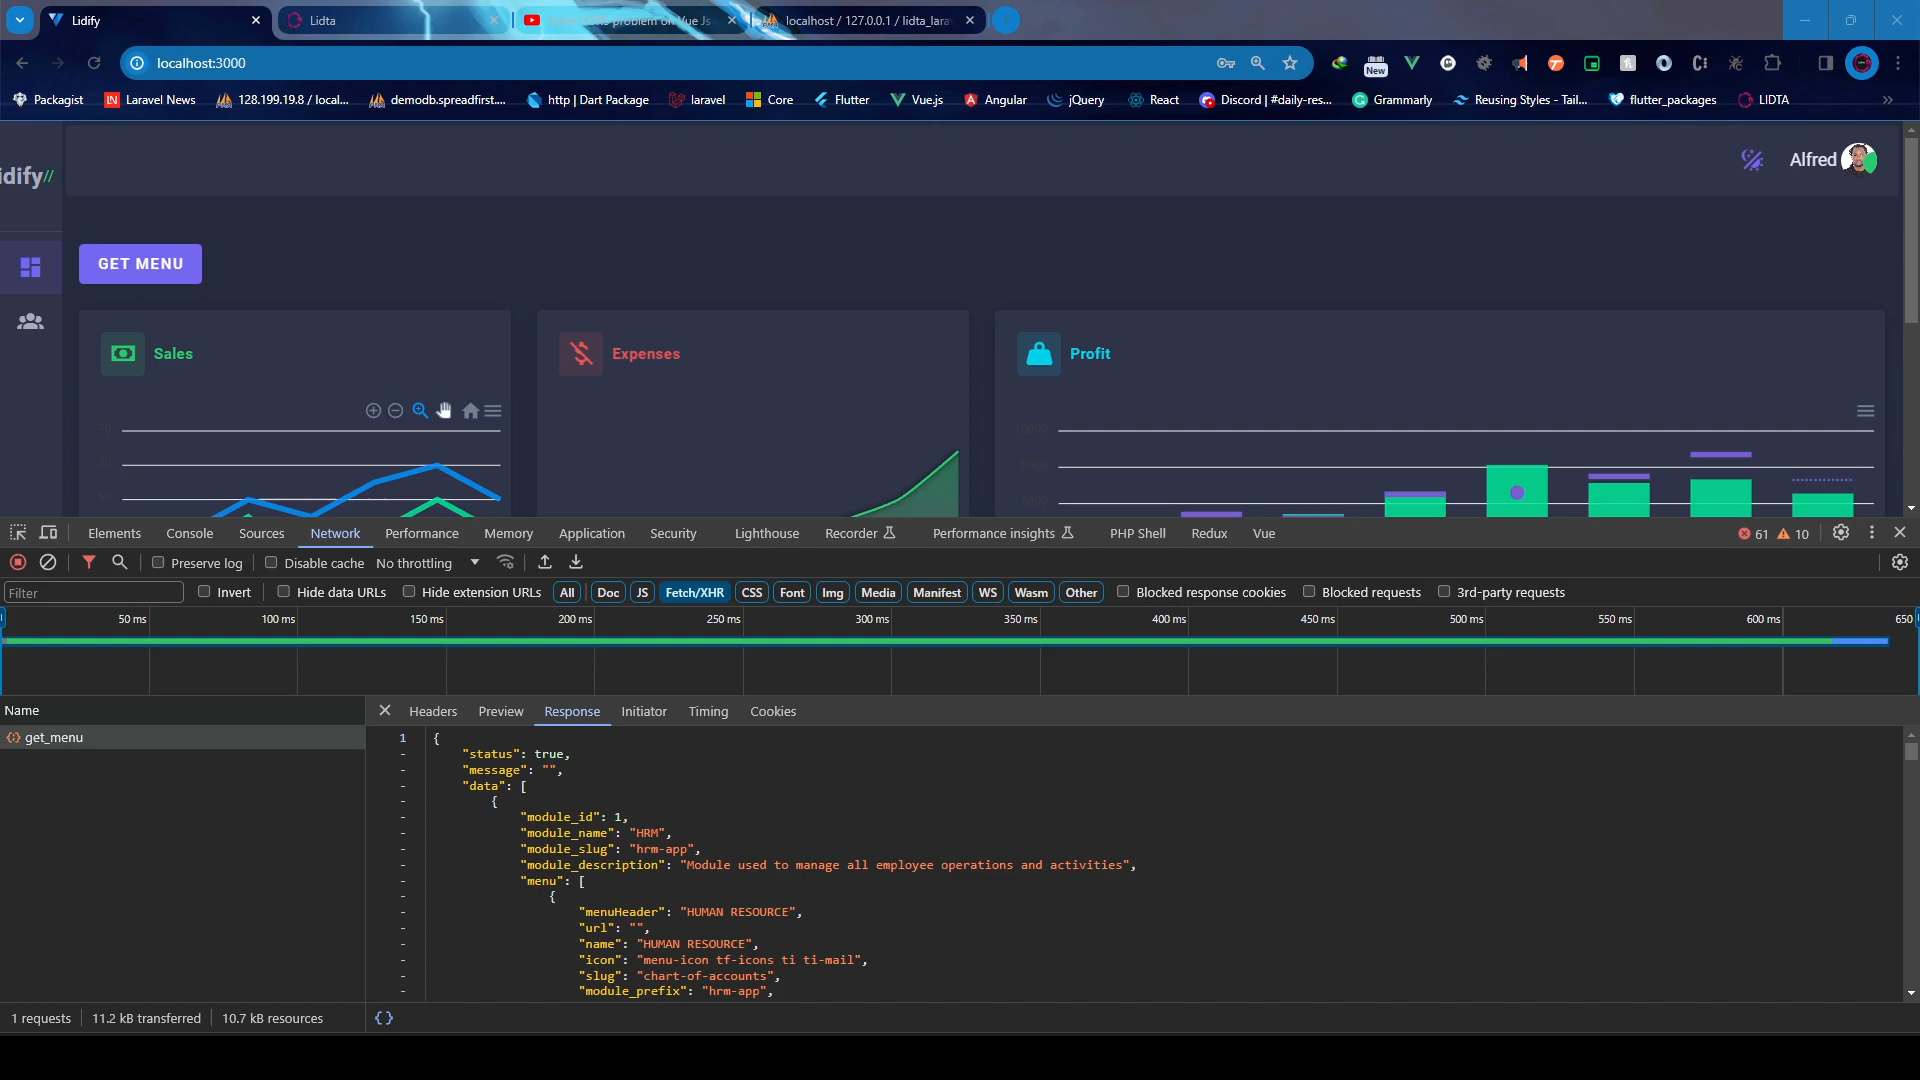 Lidify
Lidta
problem on Vue Js
localhost / 127.0.0.1 / lidta_lara
localhost:3000
New
Packagist
Laravel News
128.199.19.8 / local...
demodb.spreadfirst....
http | Dart Package
laravel
Core
Flutter
Vue.js
Angular
jQuery
React
Discord | #daily-res...
Grammarly
Reusing Styles - Tail...
flutter_packages
LIDTA
idify//
Alfred
GET MENU
Sales
Expenses
Profit
Elements Console Sources Network Performance Memory Application Security Lighthouse Recorder Performance insights PHP Shell Redux Vue 61 10
Preserve log Disable cache No throttling
Filter Invert Hide data URLs Hide extension URLs All Doc JS Fetch/XHR CSS Font Img Media Manifest WS Wasm Other Blocked response cookies Blocked requests 3rd-party requests
50 ms 100 ms 150 ms 200 ms 250 ms 300 ms 350 ms 400 ms 450 ms 500 ms 550 ms 600 ms 650
Name
Headers Preview Response Initiator Timing Cookies
get_menu
1 {
- "status": true,
- "message": "",
- "data": [
- {
- "module_id": 1,
- "module_name": "HRM",
- "module_slug": "hrm-app",
- "module_description": "Module used to manage all employee operations and activities",
- "menu": [
- {
- "menuHeader": "HUMAN RESOURCE",
- "url": "",
- "name": "HUMAN RESOURCE",
- "icon": "menu-icon tf-icons ti ti-mail",
- "slug": "chart-of-accounts",
- "module_prefix": "hrm-app",
1 requests 11.2 kB transferred 10.7 kB resources {}